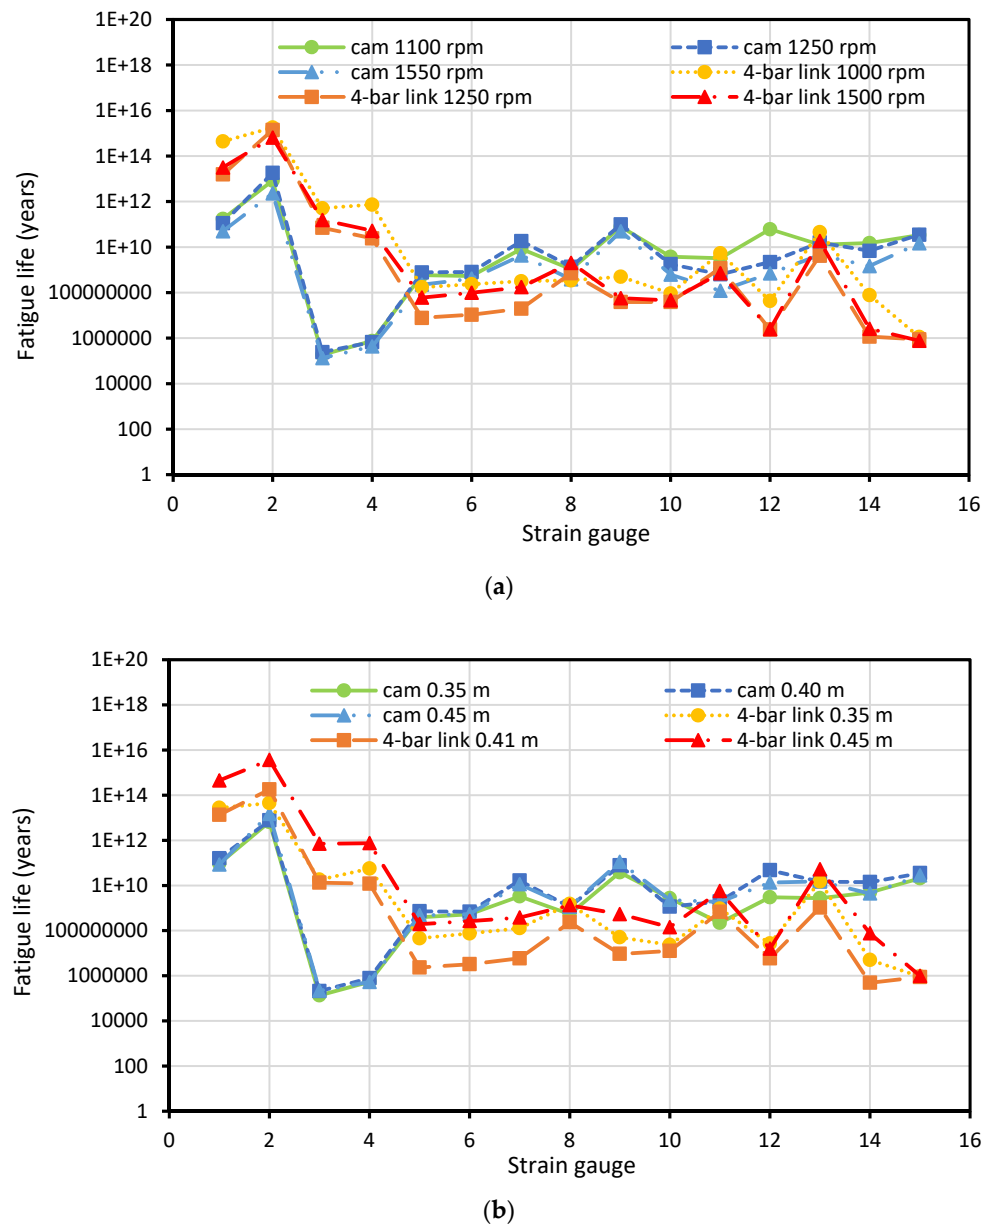 1E+20
1E+18
1E+16
1E+14
1E+12
1E+10
100000000
1000000
10000
100
1
cam 1100 rpm
cam 1250 rpm
cam 1550 rpm
4-bar link 1000 rpm
4-bar link 1250 rpm
4-bar link 1500 rpm
Fatigue life (years)
0 2 4 6 8 10 12 14 16
Strain gauge
(a)
1E+20
1E+18
1E+16
1E+14
1E+12
1E+10
100000000
1000000
10000
100
1
cam 0.35 m
cam 0.40 m
cam 0.45 m
4-bar link 0.35 m
4-bar link 0.41 m
4-bar link 0.45 m
Fatigue life (years)
0 2 4 6 8 10 12 14 16
Strain gauge
(b)